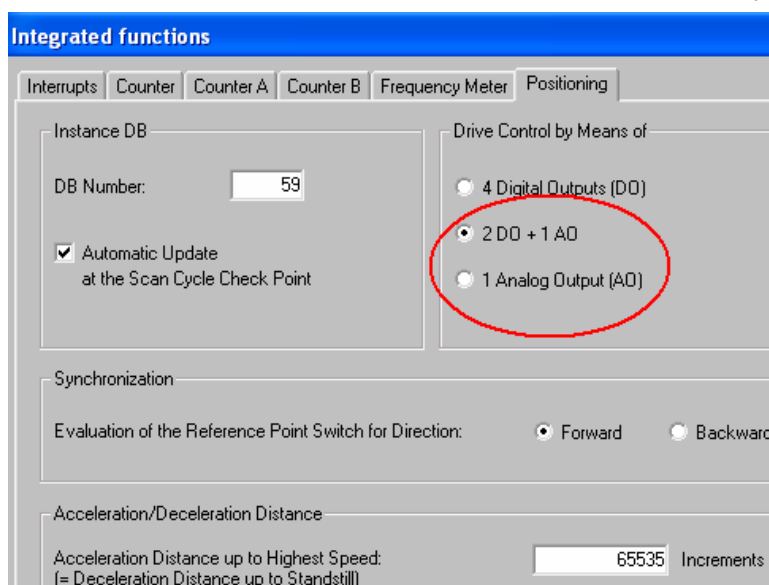 Integrated functions
Interrupts Counter Counter A Counter B Frequency Meter Positioning
Instance DB
DB Number: 59
Automatic Update
at the Scan Cycle Check Point
Drive Control by Means of
4 Digital Outputs (DO)
2 DO + 1 AO
1 Analog Output (AO)
Synchronization
Evaluation of the Reference Point Switch for Direction: Forward Backward
Acceleration/Deceleration Distance
Acceleration Distance up to Highest Speed: 65535 Increments
(= Deceleration Distance up to Standstill)